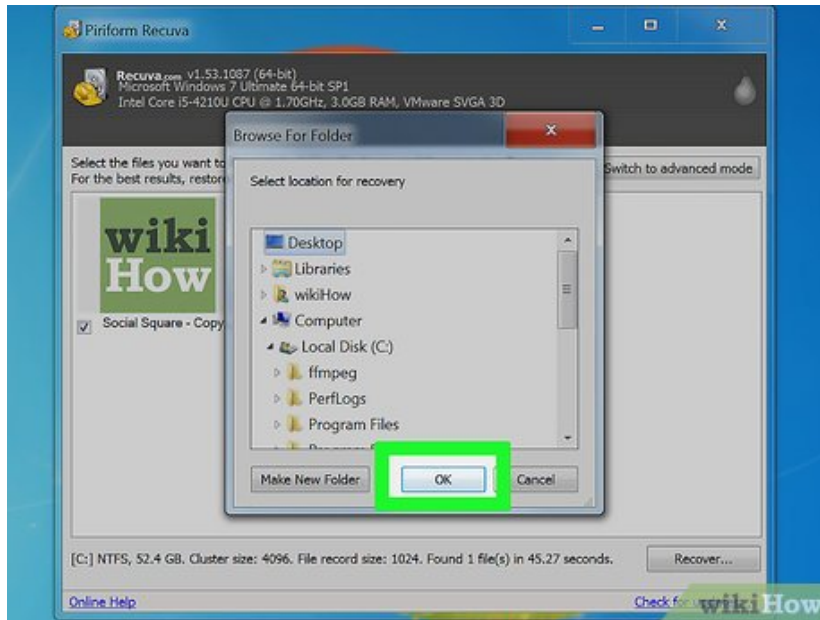 Piriform Recuva
Recuva.com v1.53.1087 (64-bit)
Microsoft Windows 7 Ultimate 64-bit SP1
Intel Core i5-4210U CPU @ 1.70GHz, 3.0GB RAM, VMware SVGA 3D
Browse For Folder
Select the files you want to
For the best results, restore
Switch to advanced mode
Select location for recovery
wiki
How
Social Square - Copy
Desktop
Libraries
wikiHow
Computer
Local Disk (C:)
ffmpeg
PerfLogs
Program Files
Make New Folder
OK
Cancel
[C:] NTFS, 52.4 GB. Cluster size: 4096. File record size: 1024. Found 1 file(s) in 45.27 seconds.
Recover...
Online Help
Check for
wikiHow